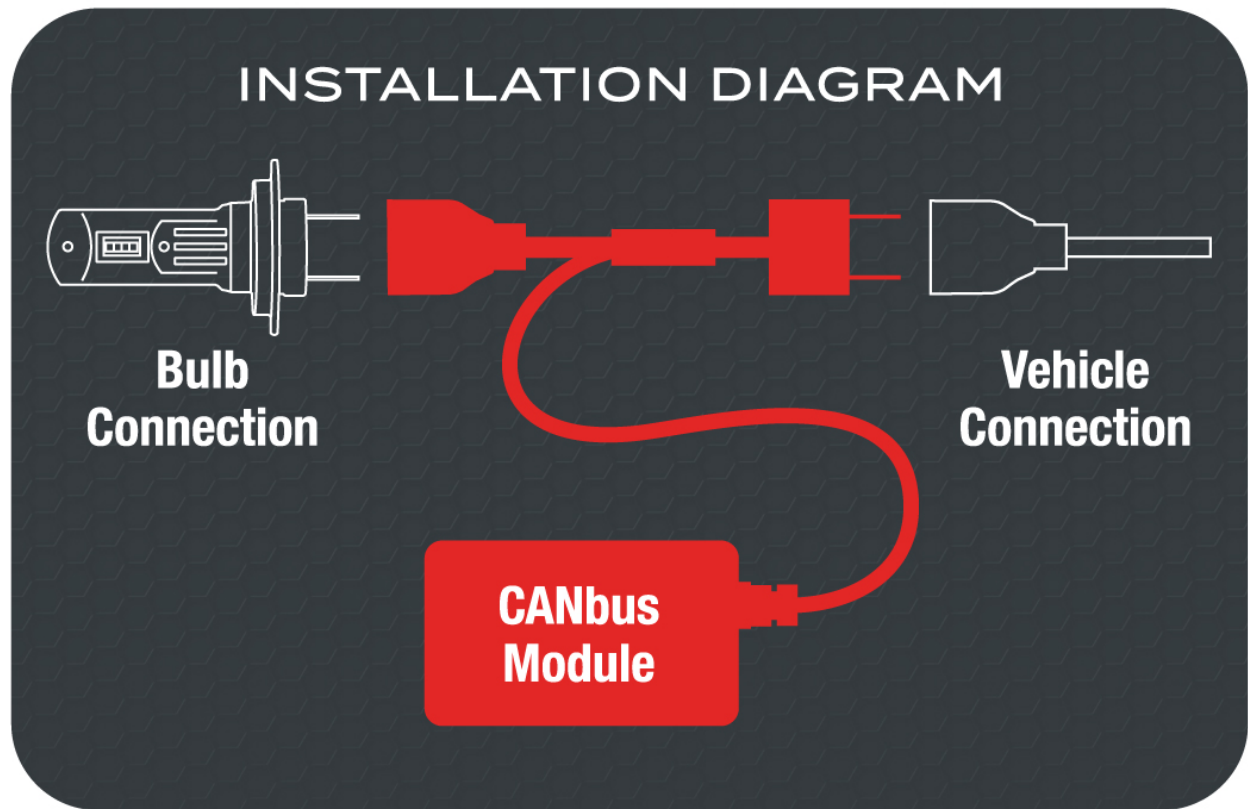 INSTALLATION DIAGRAM
Bulb
Connection
Vehicle
Connection
CANbus
Module